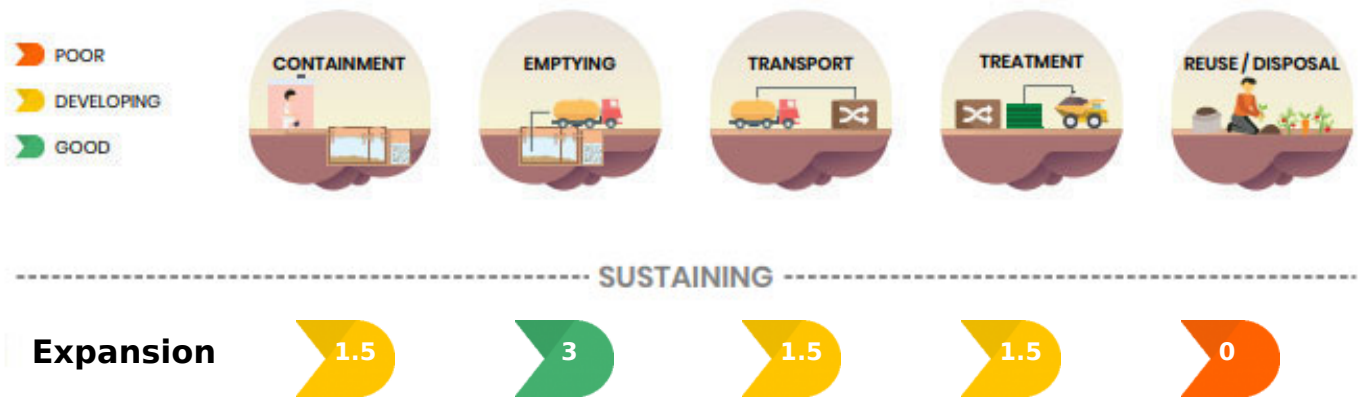 POOR
DEVELOPING
GOOD
CONTAINMENT
EMPTYING
TRANSPORT
TREATMENT
REUSE / DISPOSAL
SUSTAINING
Expansion
1.5
3
1.5
1.5
0